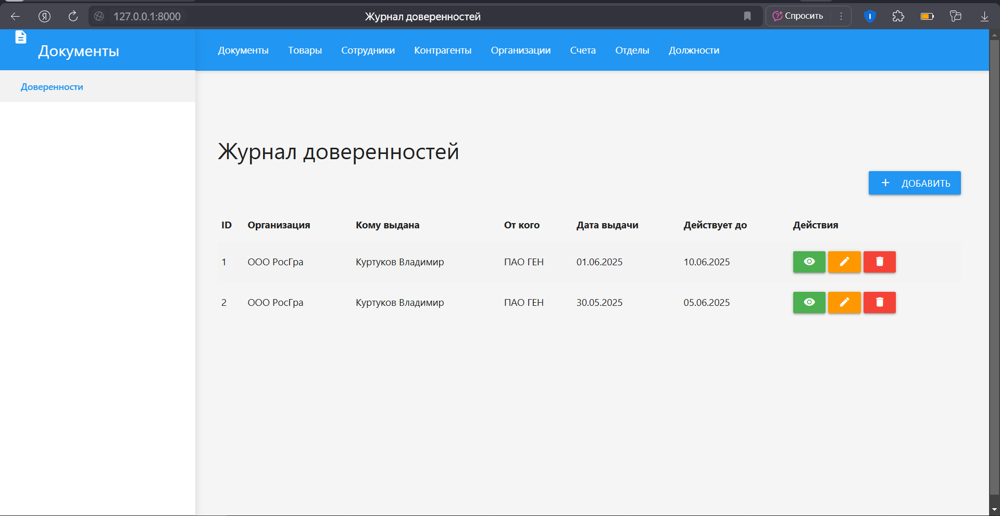 127.0.0.1:8000 Журнал доверенностей Спросить
Документы
Документы Товары Сотрудники Контрагенты Организации Счета Отделы Должности
Доверенности
Журнал доверенностей
ДОБАВИТЬ
ID Организация Кому выдана От кого Дата выдачи Действует до Действия
1 ООО РосГра Куртуков Владимир ПАО ГЕН 01.06.2025 10.06.2025
2 ООО РосГра Куртуков Владимир ПАО ГЕН 30.05.2025 05.06.2025